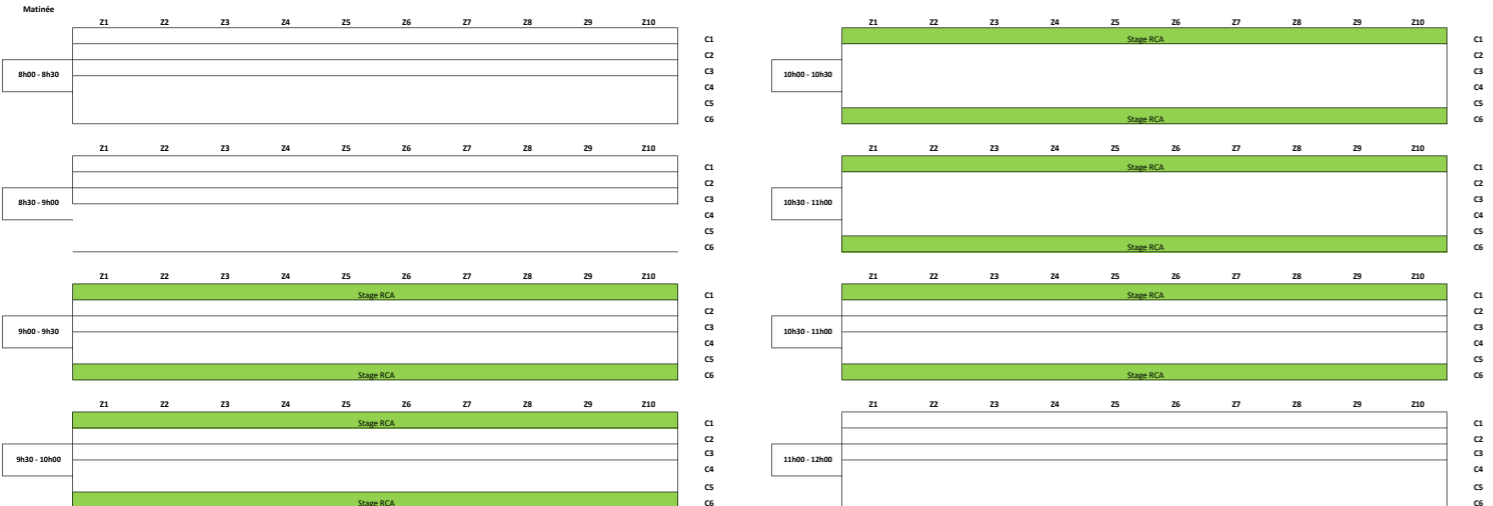 Matinée
Z1 Z2 Z3 Z4 Z5 Z6 Z7 Z8 Z9 Z10
C1
C2
8h00 - 8h30
C3
C4
C5
C6
Z1 Z2 Z3 Z4 Z5 Z6 Z7 Z8 Z9 Z10
C1
C2
8h30 - 9h00
C3
C4
C5
C6
Z1 Z2 Z3 Z4 Z5 Z6 Z7 Z8 Z9 Z10
Stage RCA C1
C2
9h00 - 9h30
C3
C4
C5
Stage RCA C6
Z1 Z2 Z3 Z4 Z5 Z6 Z7 Z8 Z9 Z10
Stage RCA C1
C2
9h30 - 10h00
C3
C4
C5
Stage RCA C6
Z1 Z2 Z3 Z4 Z5 Z6 Z7 Z8 Z9 Z10
Stage RCA C1
C2
10h00 - 10h30
C3
C4
C5
Stage RCA C6
Z1 Z2 Z3 Z4 Z5 Z6 Z7 Z8 Z9 Z10
Stage RCA C1
C2
10h30 - 11h00
C3
C4
C5
Stage RCA C6
Z1 Z2 Z3 Z4 Z5 Z6 Z7 Z8 Z9 Z10
Stage RCA C1
C2
10h30 - 11h00
C3
C4
C5
Stage RCA C6
Z1 Z2 Z3 Z4 Z5 Z6 Z7 Z8 Z9 Z10
C1
C2
11h00 - 12h00
C3
C4
C5
C6